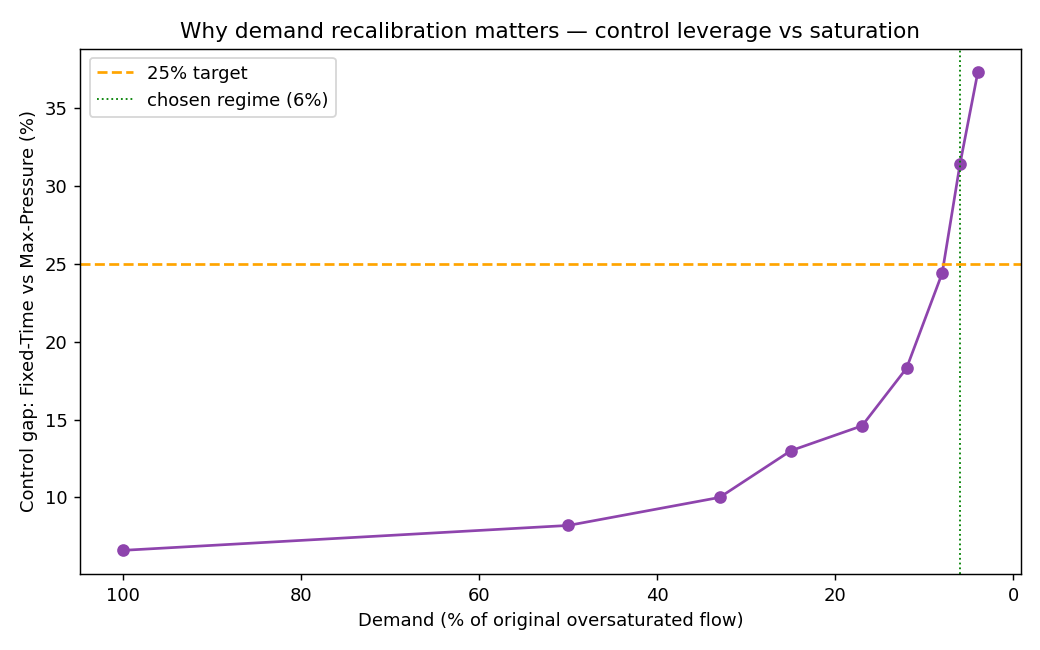 Why demand recalibration matters — control leverage vs saturation
25% target
chosen regime (6%)
Control gap: Fixed-Time vs Max-Pressure (%)
35
30
25
20
15
10
100 80 60 40 20 0
Demand (% of original oversaturated flow)